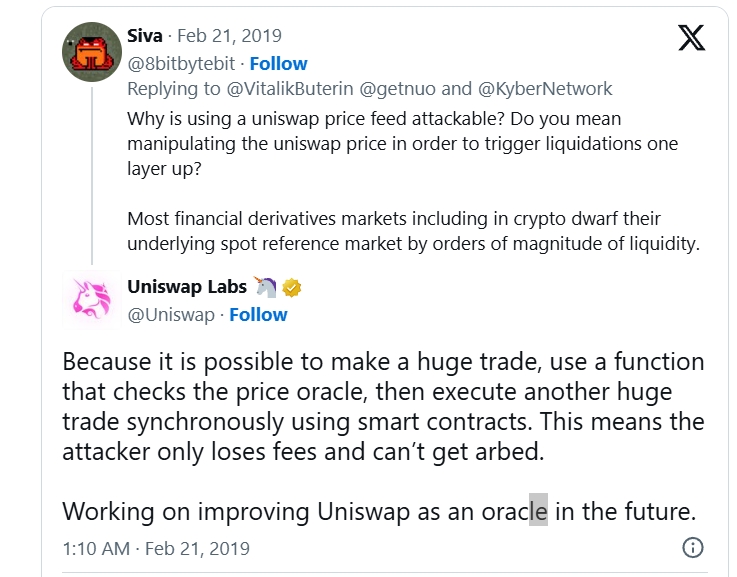 Siva · Feb 21, 2019
@8bitbytebit · Follow
Replying to @VitalikButerin @getnuo and @KyberNetwork
Why is using a uniswap price feed attackable? Do you mean
manipulating the uniswap price in order to trigger liquidations one
layer up?
Most financial derivatives markets including in crypto dwarf their
underlying spot reference market by orders of magnitude of liquidity.
Uniswap Labs 🦄
@Uniswap · Follow
Because it is possible to make a huge trade, use a function
that checks the price oracle, then execute another huge
trade synchronously using smart contracts. This means the
attacker only loses fees and can’t get arbed.
Working on improving Uniswap as an oracle in the future.
1:10 AM · Feb 21, 2019